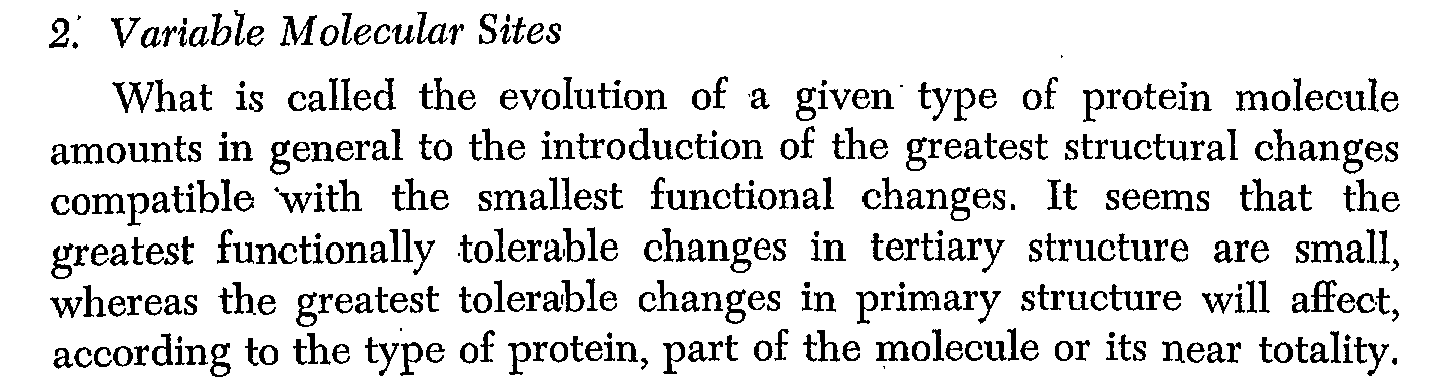 2. Variable Molecular Sites
What is called the evolution of a given type of protein molecule
amounts in general to the introduction of the greatest structural changes
compatible with the smallest functional changes. It seems that the
greatest functionally tolerable changes in tertiary structure are small,
whereas the greatest tolerable changes in primary structure will affect,
according to the type of protein, part of the molecule or its near totality.